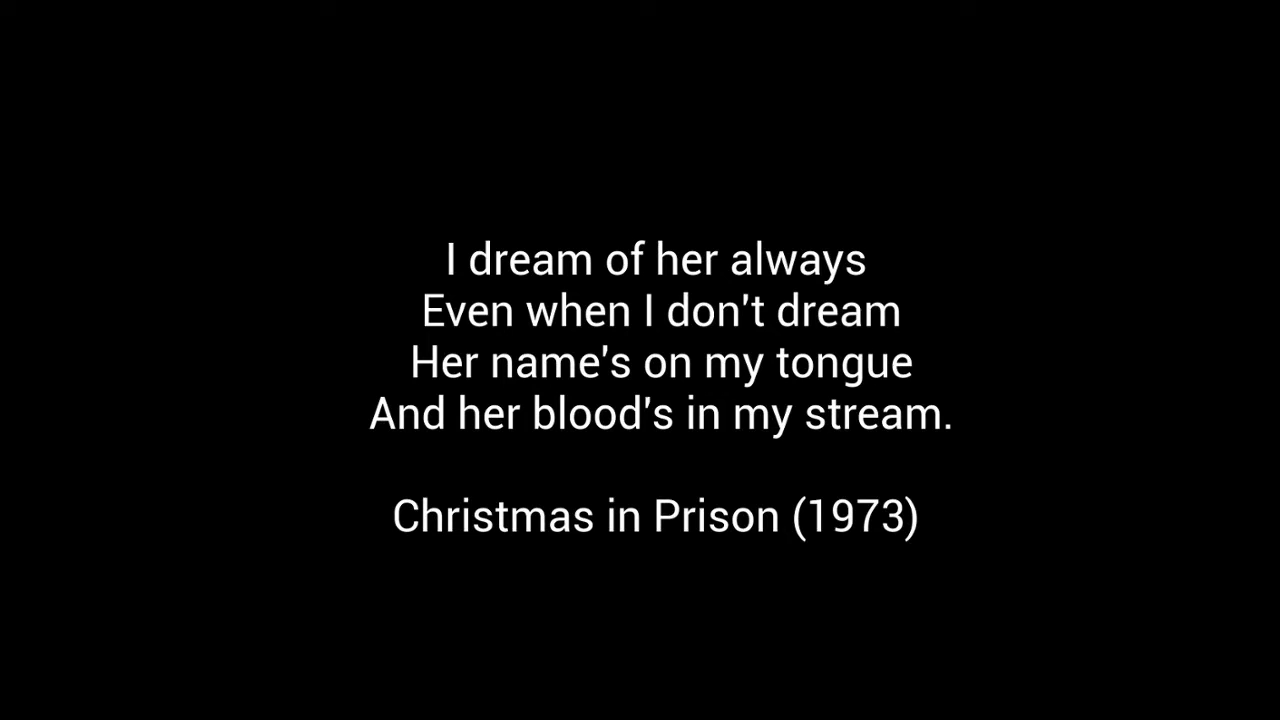 I dream of her always
Even when I don't dream
Her name's on my tongue
And her blood's in my stream.
Christmas in Prison (1973)